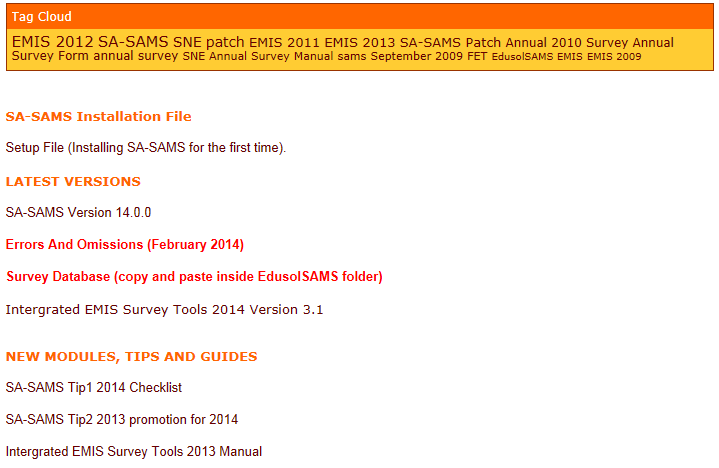 Tag Cloud
EMIS 2012 SA-SAMS SNE patch EMIS 2011 EMIS 2013 SA-SAMS Patch Annual 2010 Survey Annual
Survey Form annual survey SNE Annual Survey Manual sams September 2009 FET EdusolSAMS EMIS EMIS 2009
SA-SAMS Installation File
Setup File (Installing SA-SAMS for the first time).
LATEST VERSIONS
SA-SAMS Version 14.0.0
Errors And Omissions (February 2014)
Survey Database (copy and paste inside EdusolSAMS folder)
Intergrated EMIS Survey Tools 2014 Version 3.1
NEW MODULES, TIPS AND GUIDES
SA-SAMS Tip1 2014 Checklist
SA-SAMS Tip2 2013 promotion for 2014
Intergrated EMIS Survey Tools 2013 Manual